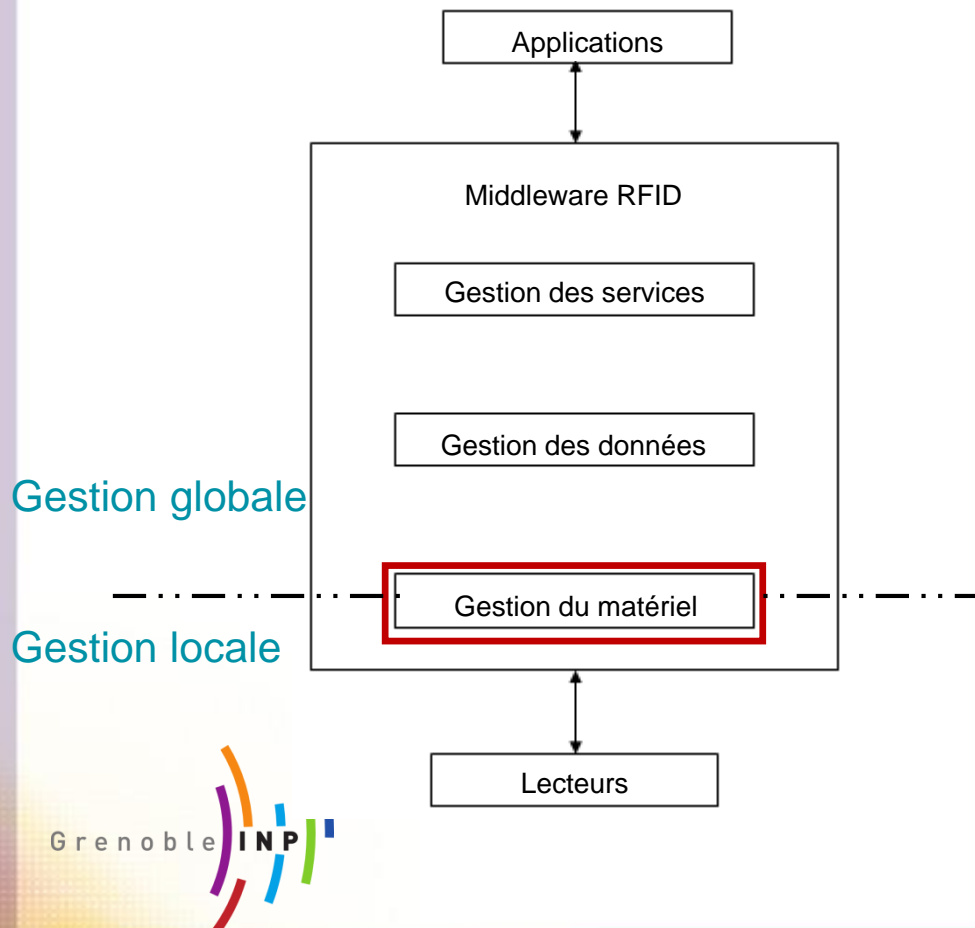 Applications
Middleware RFID
Gestion des services
Gestion des données
Gestion globale
Gestion du matériel
Gestion locale
Lecteurs
Grenoble INP